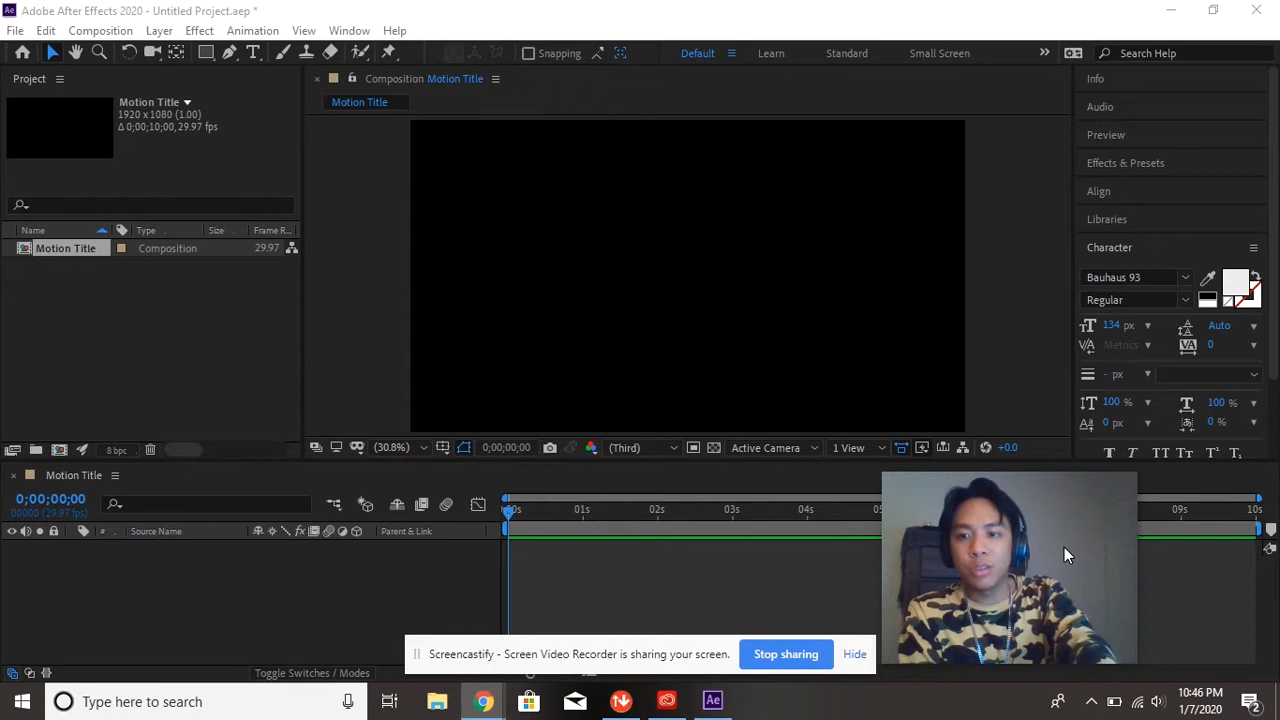 Adobe After Effects 2020 - Untitled Project.aep *
File Edit Composition Layer Effect Animation View Window Help
Snapping Default Learn Standard Small Screen Search Help
Project
Composition Motion Title
Info
Motion Title
1920 x 1080 (1.00)
Δ 0;00;10;00, 29.97 fps
Motion Title
Audio
Preview
Effects & Presets
Align
Libraries
Name Type Size Frame R...
Motion Title Composition 29.97
Character
Bauhaus 93
Regular
134 px Auto
Metrics 0
- px
100 % 100 %
0 px 0 %
T T TT Tт T¹ T₁
8 bpc
(30.8%) 0;00;00;00 (Third) Active Camera 1 View +0.0
Motion Title
0;00;00;00
00000 (29.97 fps)
:00s 01s 02s 03s 04s 05 09s 10s
# Source Name Parent & Link
Screencastify - Screen Video Recorder is sharing your screen. Stop sharing Hide
Toggle Switches / Modes
Type here to search
10:46 PM
1/7/2020
2